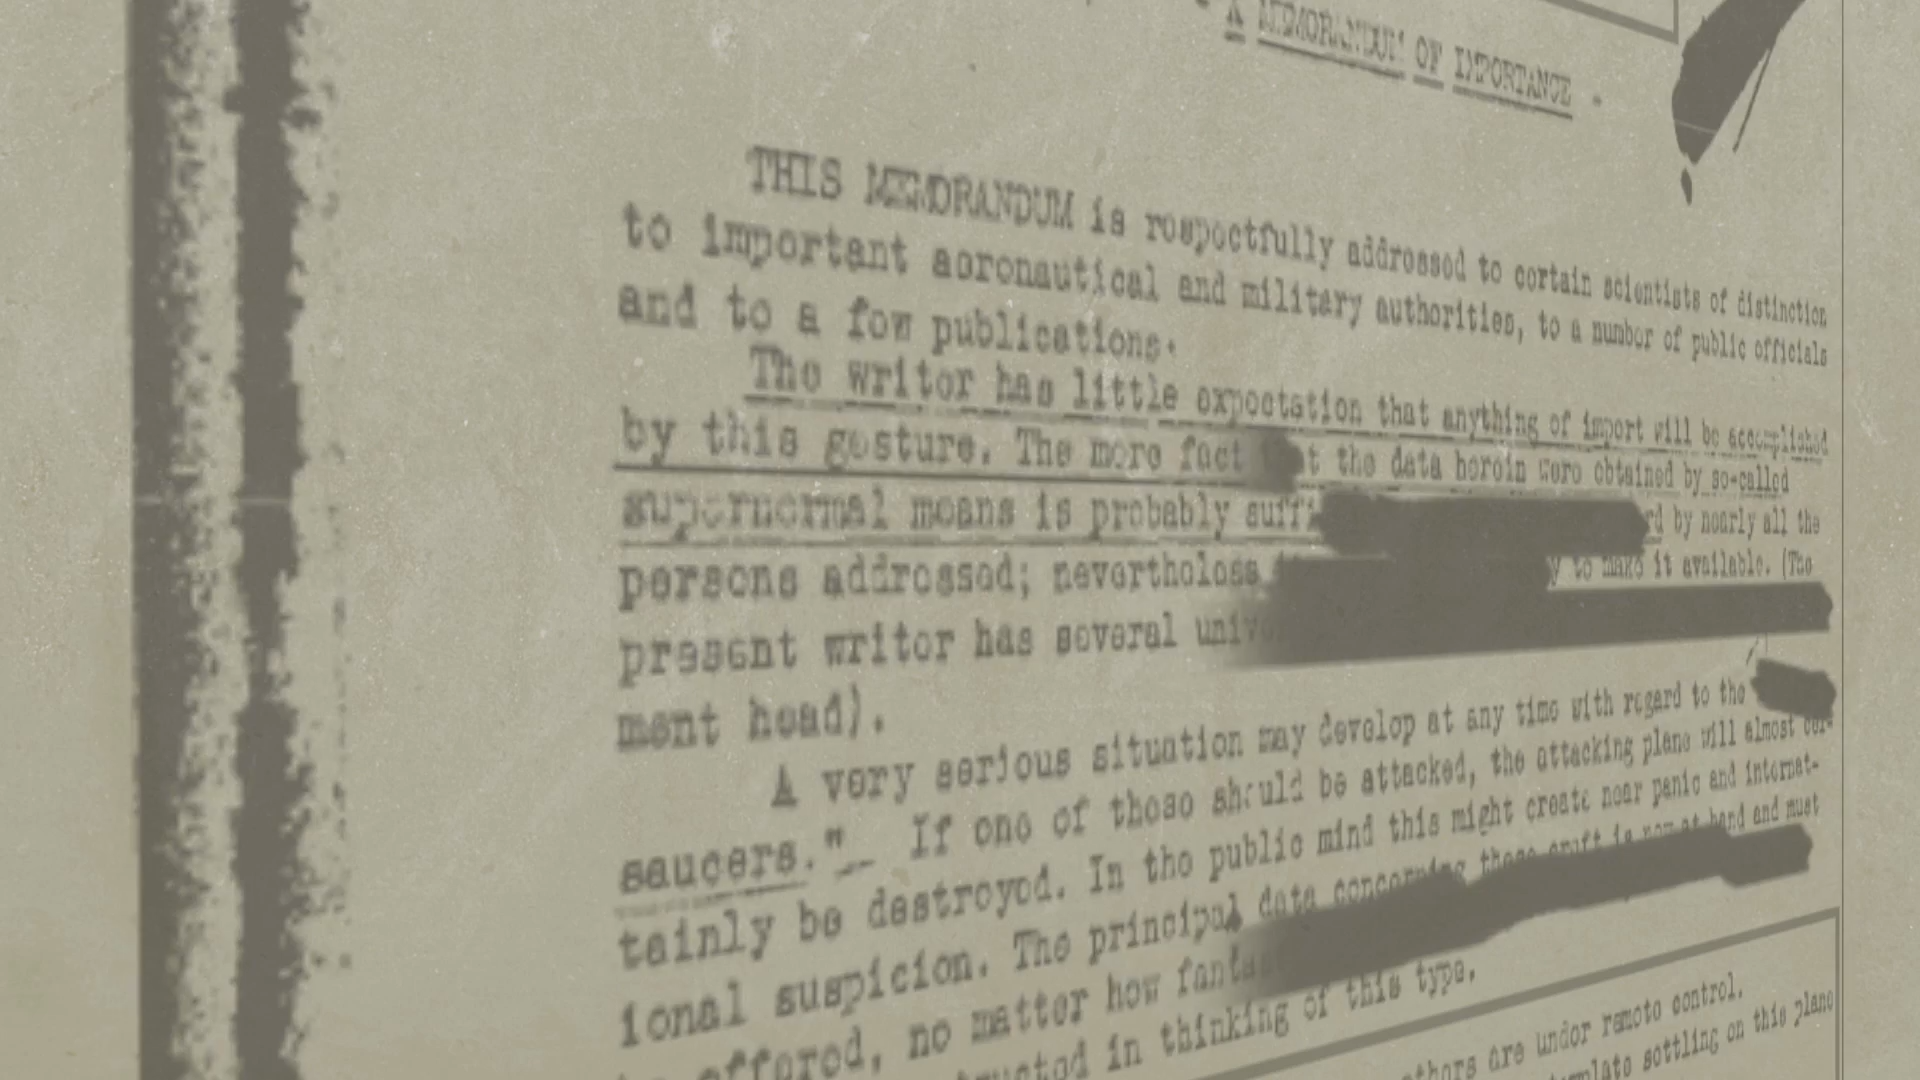 - A MEMORANDUM OF IMPORTANCE -
THIS MEMORANDUM is respectfully addressed to certain scientists of distinction
to important aeronautical and military authorities, to a number of public officials
and to a few publications.
The writer has little expectation that anything of import will be accomplished
by this gesture. The mere fact the data herein were obtained by so-called
supernormal means is probably by nearly all the
persons addressed; nevertheless to make it available. (The
present writer has several
ment head).
A very serious situation may develop at any time with regard to the
saucers." If one of these should be attacked, the attacking plane will almost cer-
tainly be destroyed. In the public mind this might create near panic and internat-
ional suspicion. The principal data concerning these craft is now at hand and must
offered, no matter how
in thinking of this type.
are under remote control.
settling on this plane